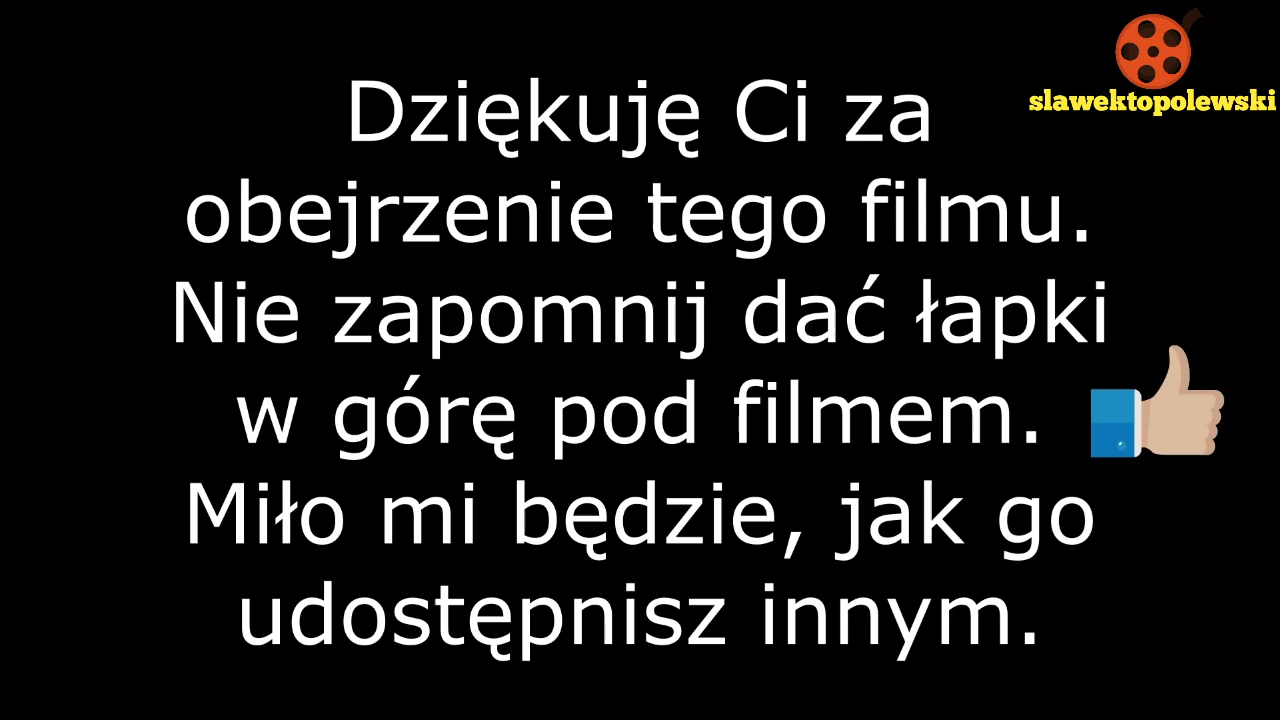 slawektopolewski
Dziękuję Ci za
obejrzenie tego filmu.
Nie zapomnij dać łapki
w górę pod filmem.
Miło mi będzie, jak go
udostępnisz innym.